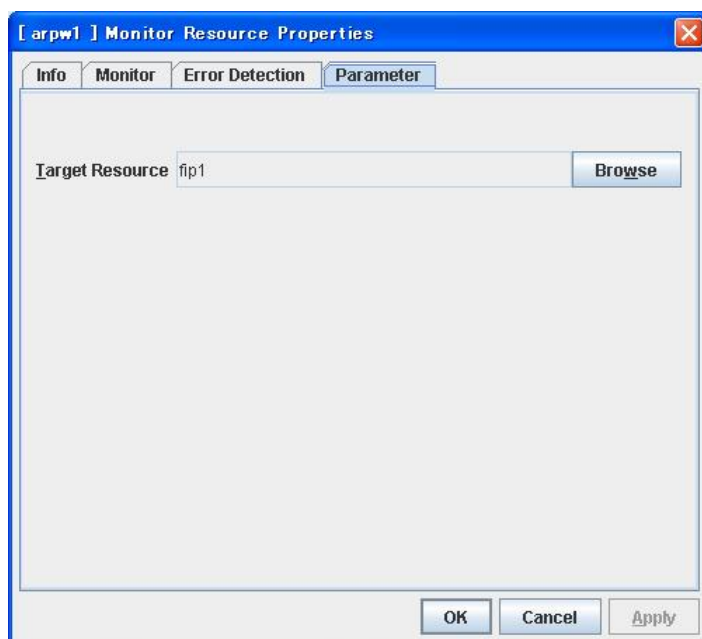 [ arpw1 ] Monitor Resource Properties
Info Monitor Error Detection Parameter
Target Resource fip1 Browse
OK Cancel Apply